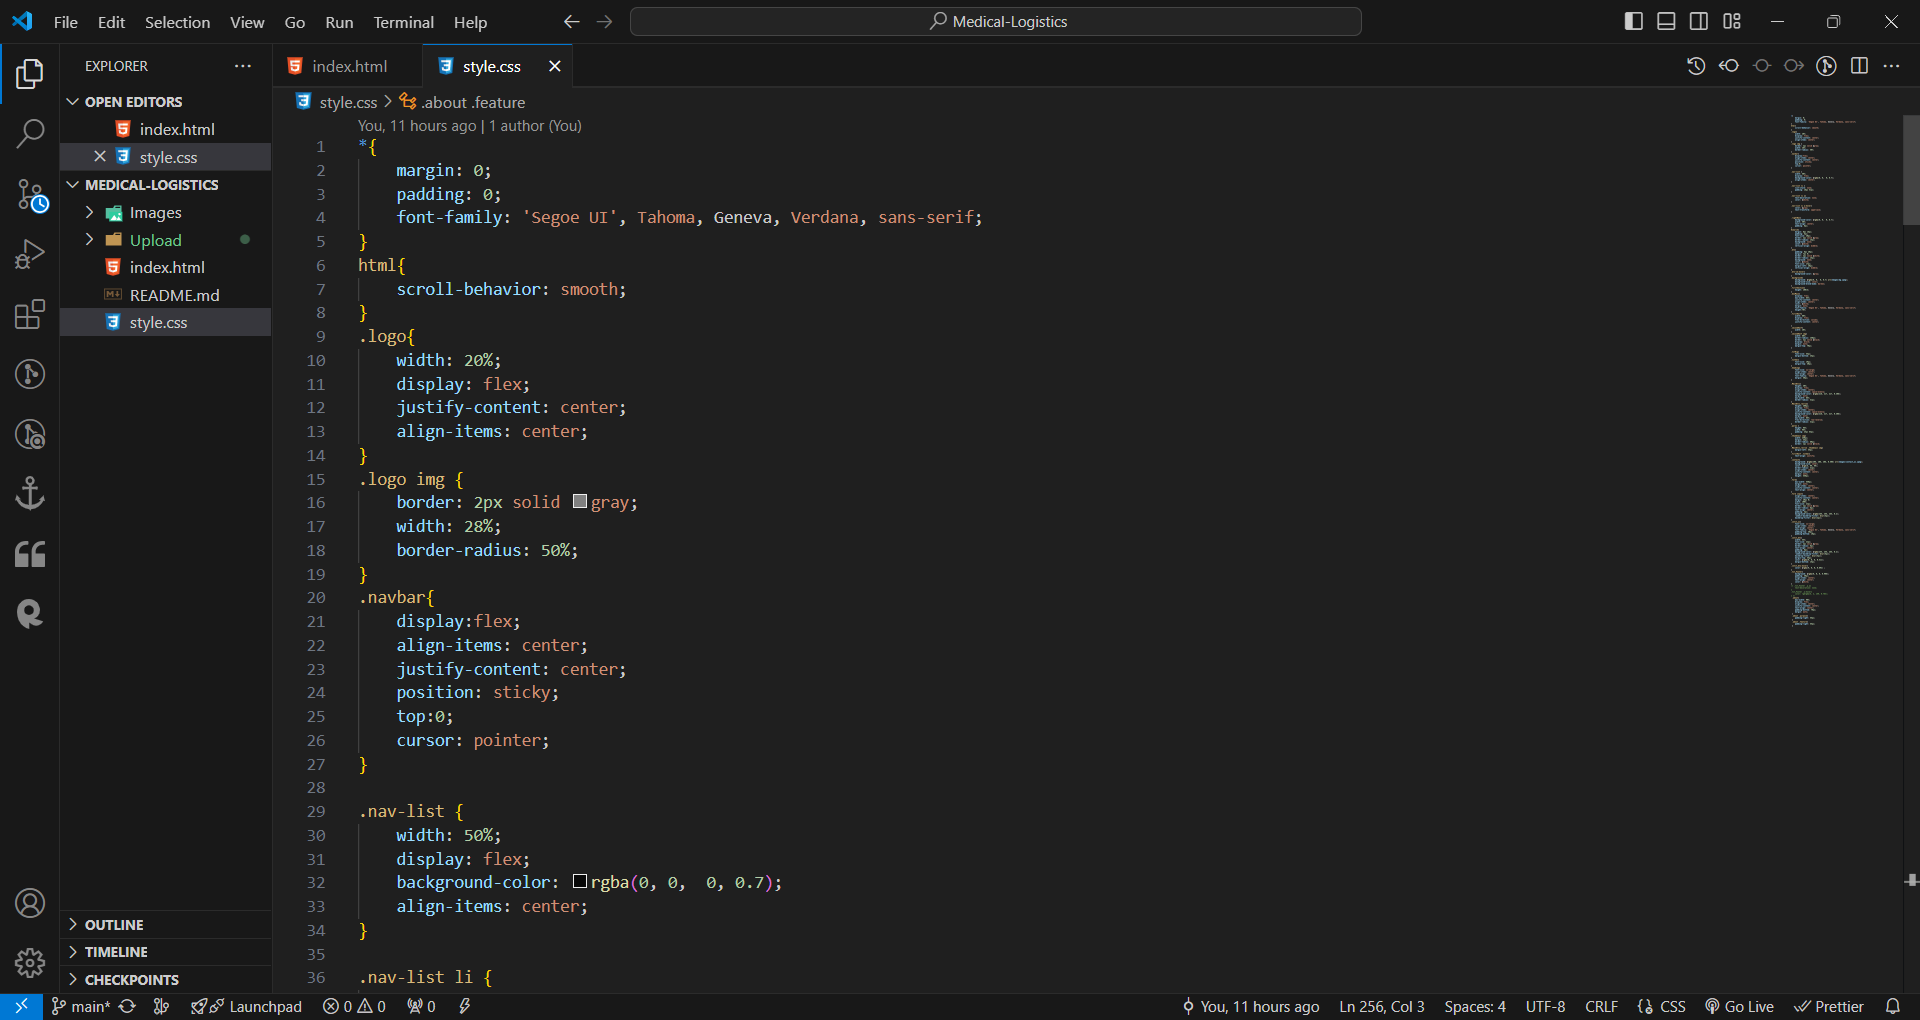 File Edit Selection View Go Run Terminal Help
Medical-Logistics
EXPLORER
OPEN EDITORS
index.html
style.css
MEDICAL-LOGISTICS
Images
Upload
index.html
README.md
style.css
OUTLINE
TIMELINE
CHECKPOINTS
index.html
style.css
style.css > .about .feature
You, 11 hours ago | 1 author (You)
1 *{
2 margin: 0;
3 padding: 0;
4 font-family: 'Segoe UI', Tahoma, Geneva, Verdana, sans-serif;
5 }
6 html{
7 scroll-behavior: smooth;
8 }
9 .logo{
10 width: 20%;
11 display: flex;
12 justify-content: center;
13 align-items: center;
14 }
15 .logo img {
16 border: 2px solid gray;
17 width: 28%;
18 border-radius: 50%;
19 }
20 .navbar{
21 display:flex;
22 align-items: center;
23 justify-content: center;
24 position: sticky;
25 top:0;
26 cursor: pointer;
27 }
28
29 .nav-list {
30 width: 50%;
31 display: flex;
32 background-color: rgba(0, 0,  0, 0.7);
33 align-items: center;
34 }
35
36 .nav-list li {
main* Launchpad 0 0 0 You, 11 hours ago Ln 256, Col 3 Spaces: 4 UTF-8 CRLF CSS Go Live Prettier